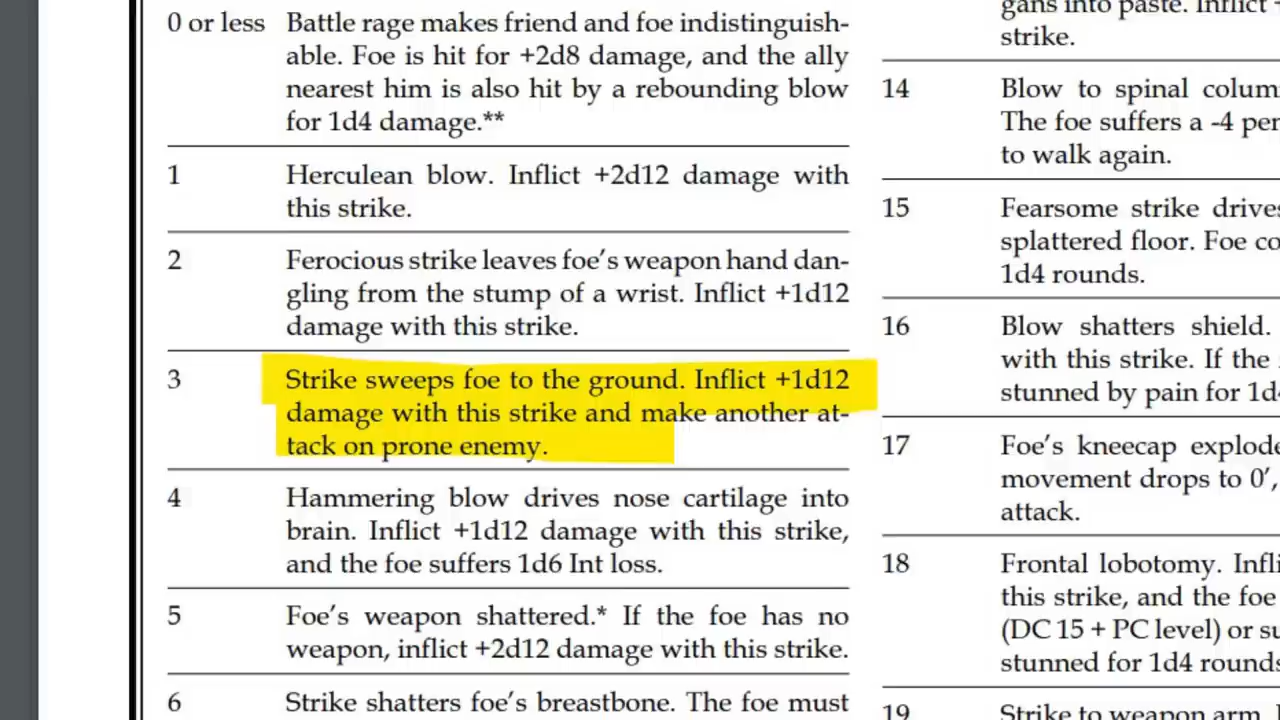 0 or less Battle rage makes friend and foe indistinguish-
able. Foe is hit for +2d8 damage, and the ally
nearest him is also hit by a rebounding blow
for 1d4 damage.**
1 Herculean blow. Inflict +2d12 damage with
this strike.
2 Ferocious strike leaves foe's weapon hand dan-
gling from the stump of a wrist. Inflict +1d12
damage with this strike.
3 Strike sweeps foe to the ground. Inflict +1d12
damage with this strike and make another at-
tack on prone enemy.
4 Hammering blow drives nose cartilage into
brain. Inflict +1d12 damage with this strike,
and the foe suffers 1d6 Int loss.
5 Foe's weapon shattered.* If the foe has no
weapon, inflict +2d12 damage with this strike.
6 Strike shatters foe's breastbone. The foe must
into paste. Inflict
strike.
14 Blow to spinal
The foe suffers a -4
to walk again.
15 Fearsome strike
splattered floor. Foe
1d4 rounds.
16 Blow shatters shield.
with this strike. If the
stunned by pain for
17 Foe's kneecap
movement drops to 0',
attack.
18 Frontal lobotomy.
this strike, and the foe
(DC 15 + PC level) or
stunned for 1d4
19 Strike to weapon arm.